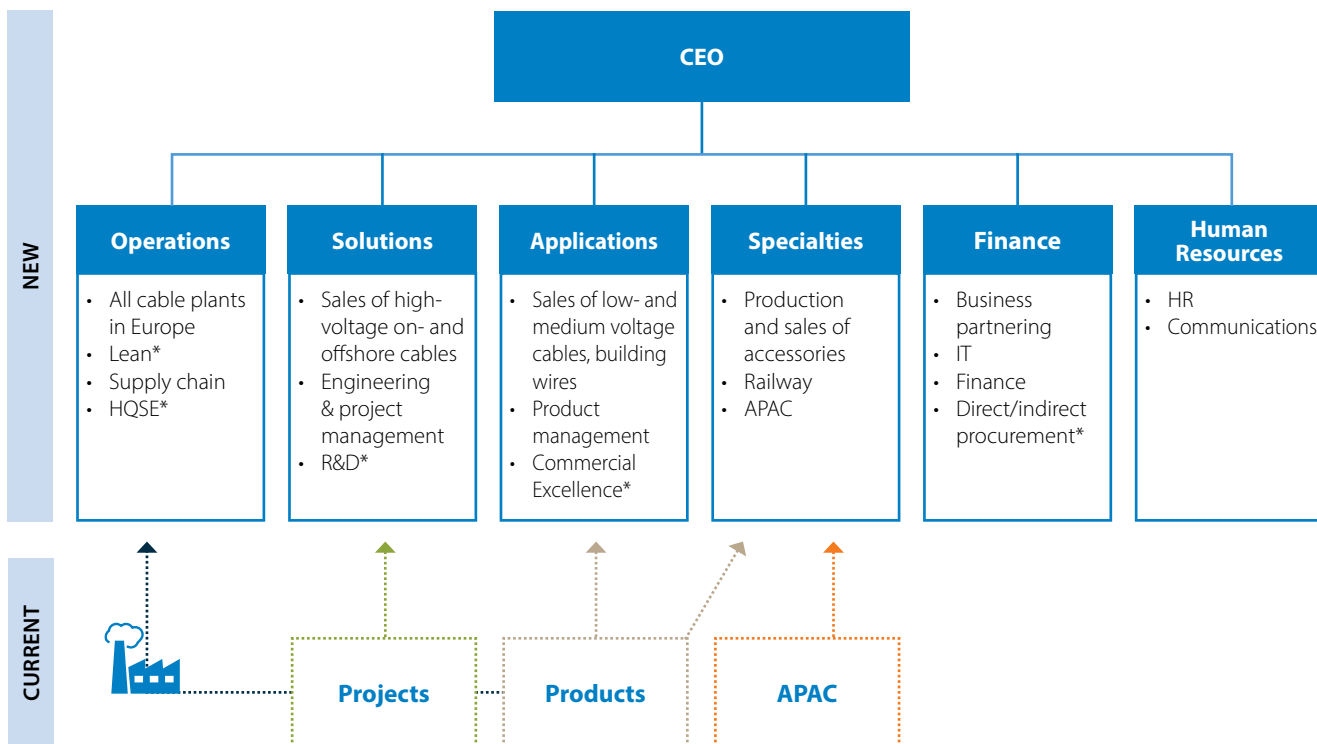 NEW
CEO
Operations
• All cable plants
in Europe
• Lean*
• Supply chain
• HQSE*
Solutions
• Sales of high-
voltage on- and
offshore cables
• Engineering
& project
management
• R&D*
Applications
• Sales of low- and
medium voltage
cables, building
wires
• Product
management
• Commercial
Excellence*
Specialties
• Production
and sales of
accessories
• Railway
• APAC
Finance
• Business
partnering
• IT
• Finance
• Direct/indirect
procurement*
Human
Resources
• HR
• Communications
CURRENT
Projects
Products
APAC